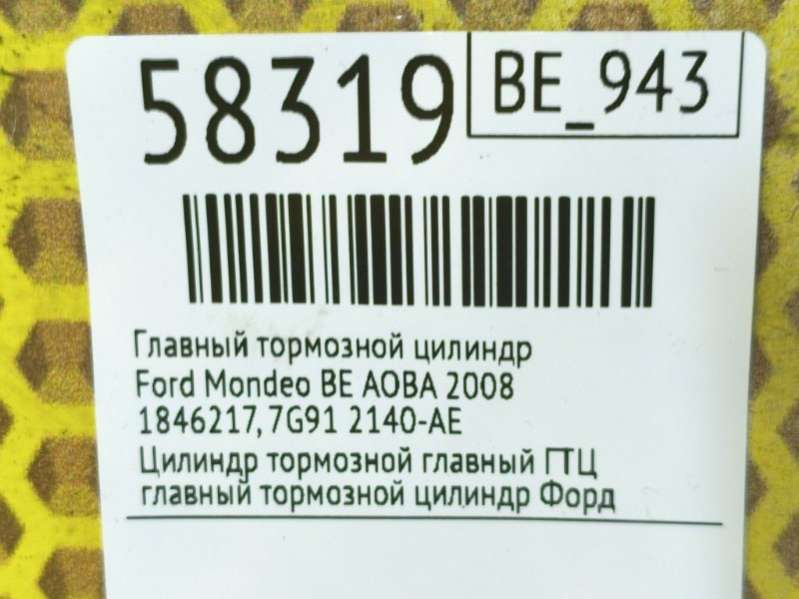 58319
BE_943
Главный тормозной цилиндр
Ford Mondeo BE AOBA 2008
1846217, 7G91 2140-AE
Цилиндр тормозной главный ГТЦ
главный тормозной цилиндр Форд